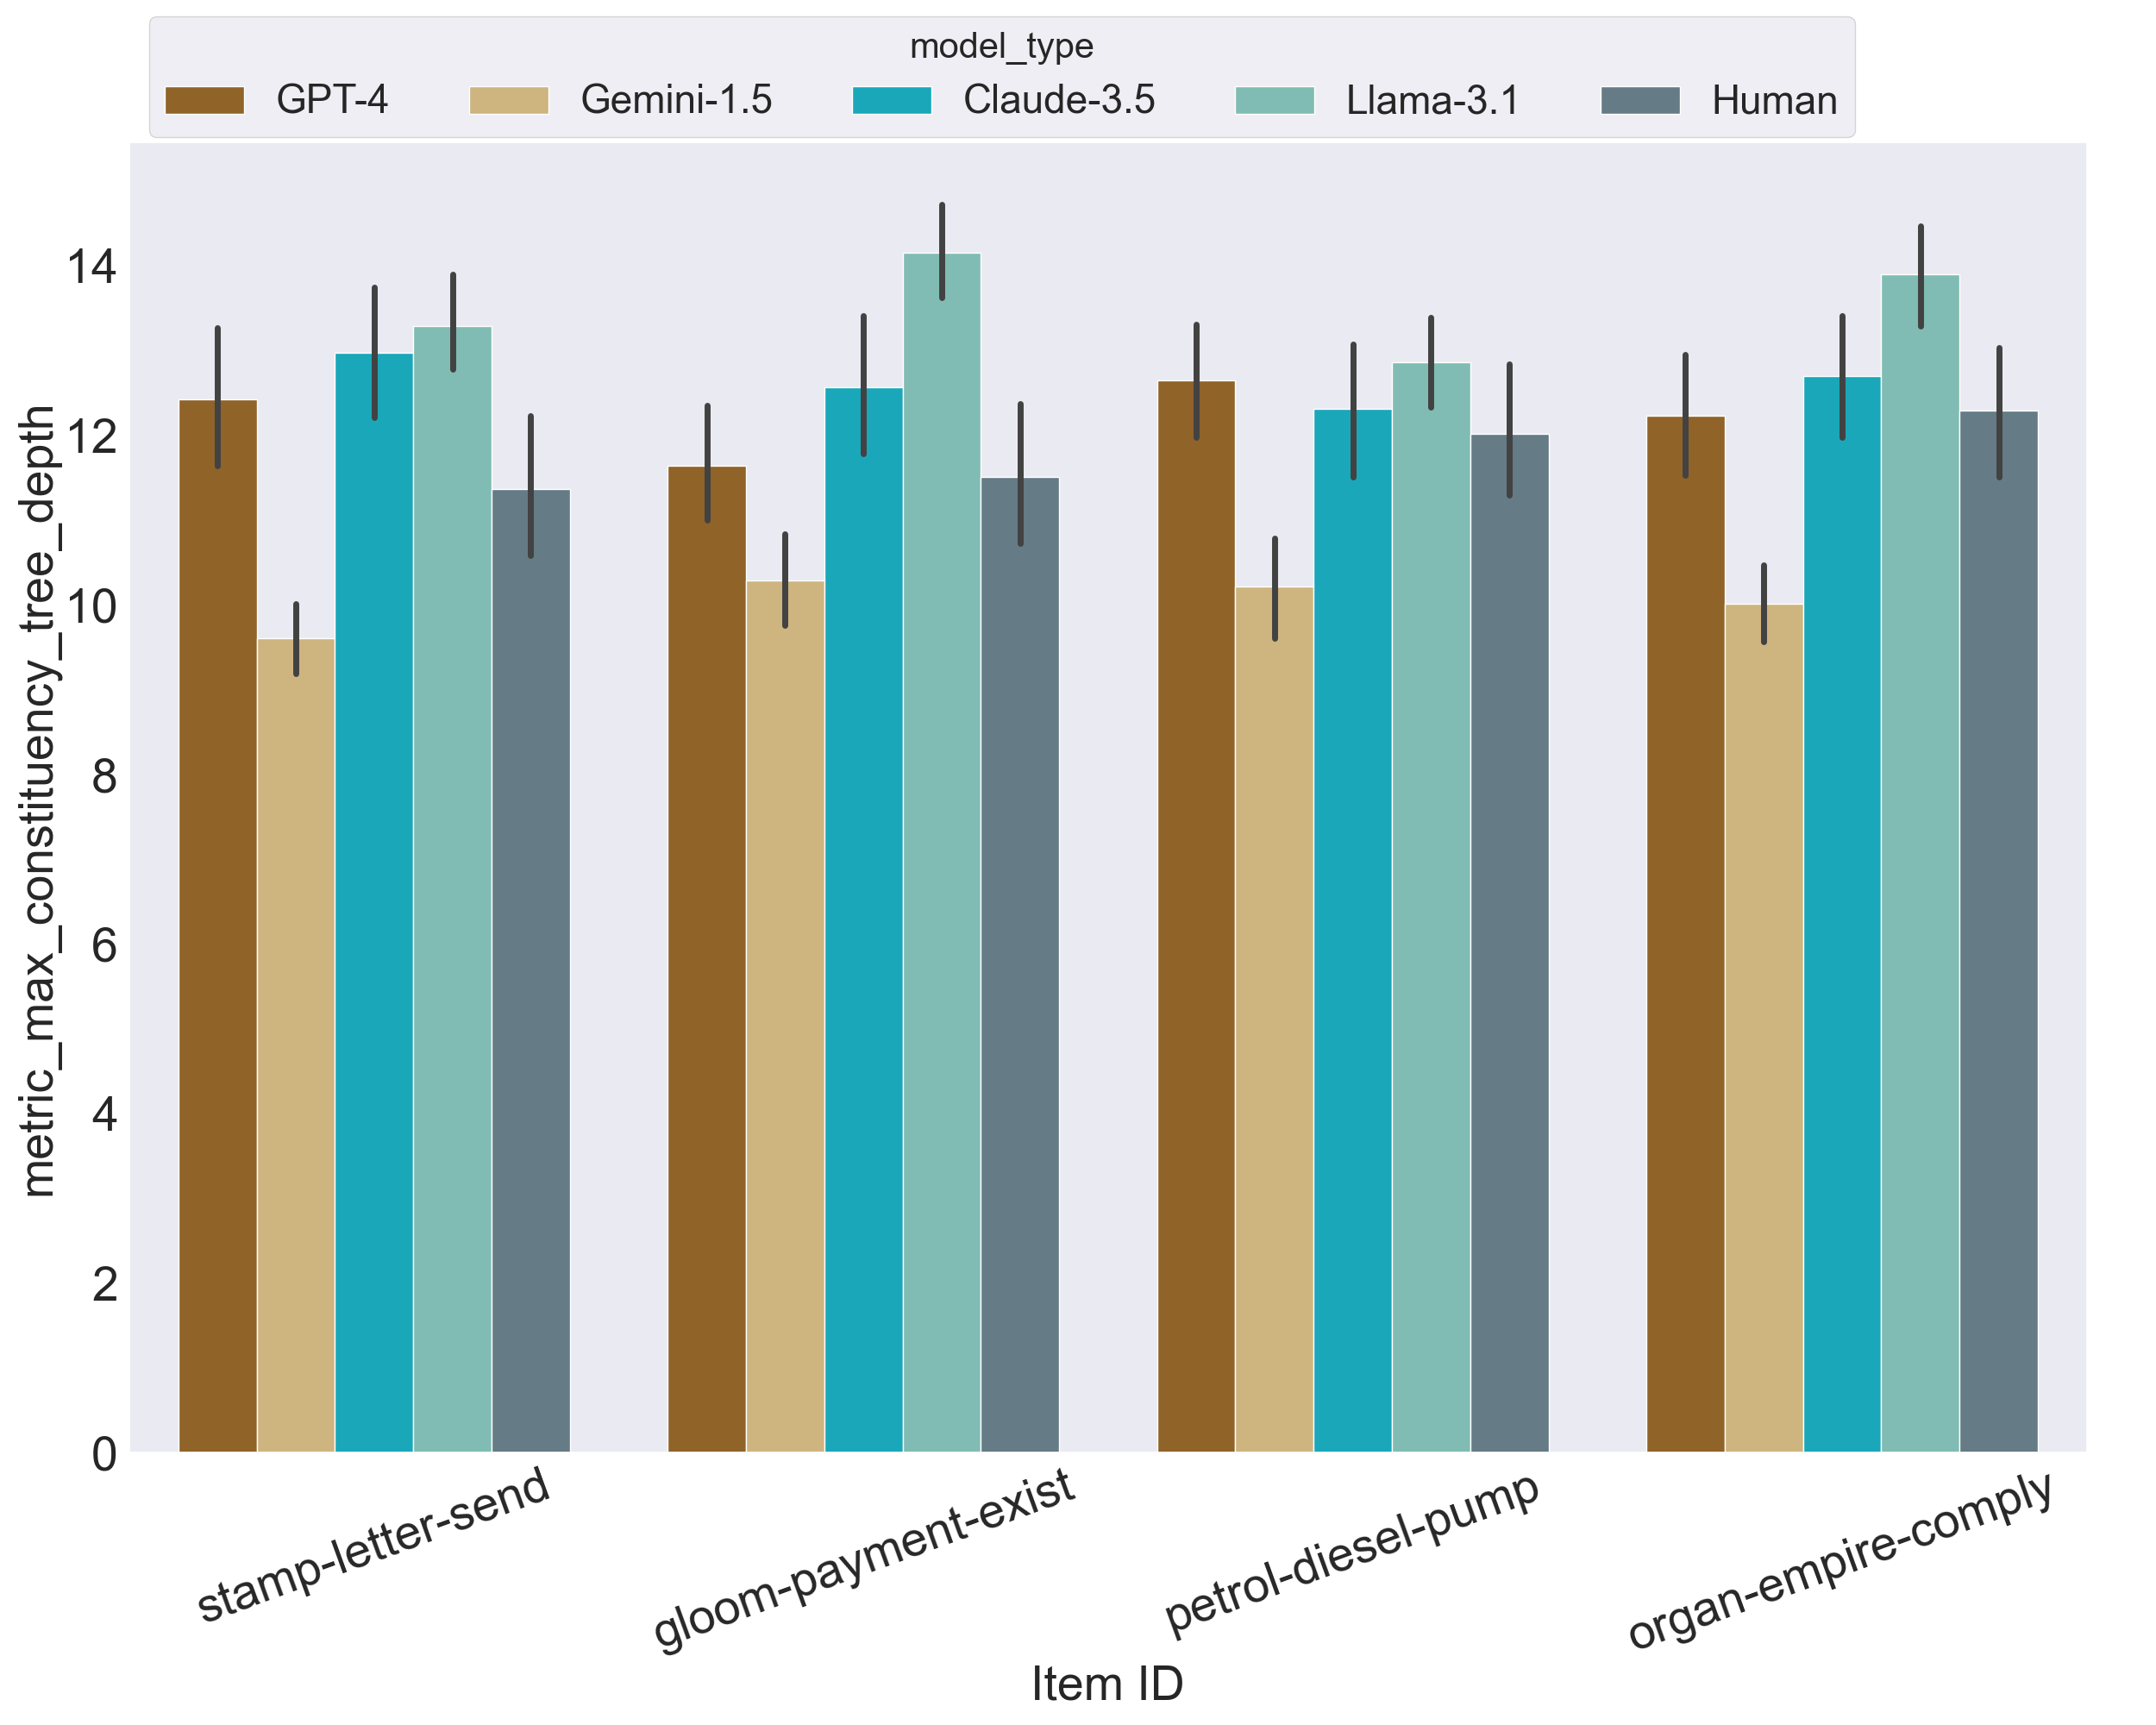 model_type
GPT-4 Gemini-1.5 Claude-3.5 Llama-3.1 Human
metric_max_constituency_tree_depth
14
12
10
8
6
4
2
0
stamp-letter-send
gloom-payment-exist
petrol-diesel-pump
organ-empire-comply
Item ID